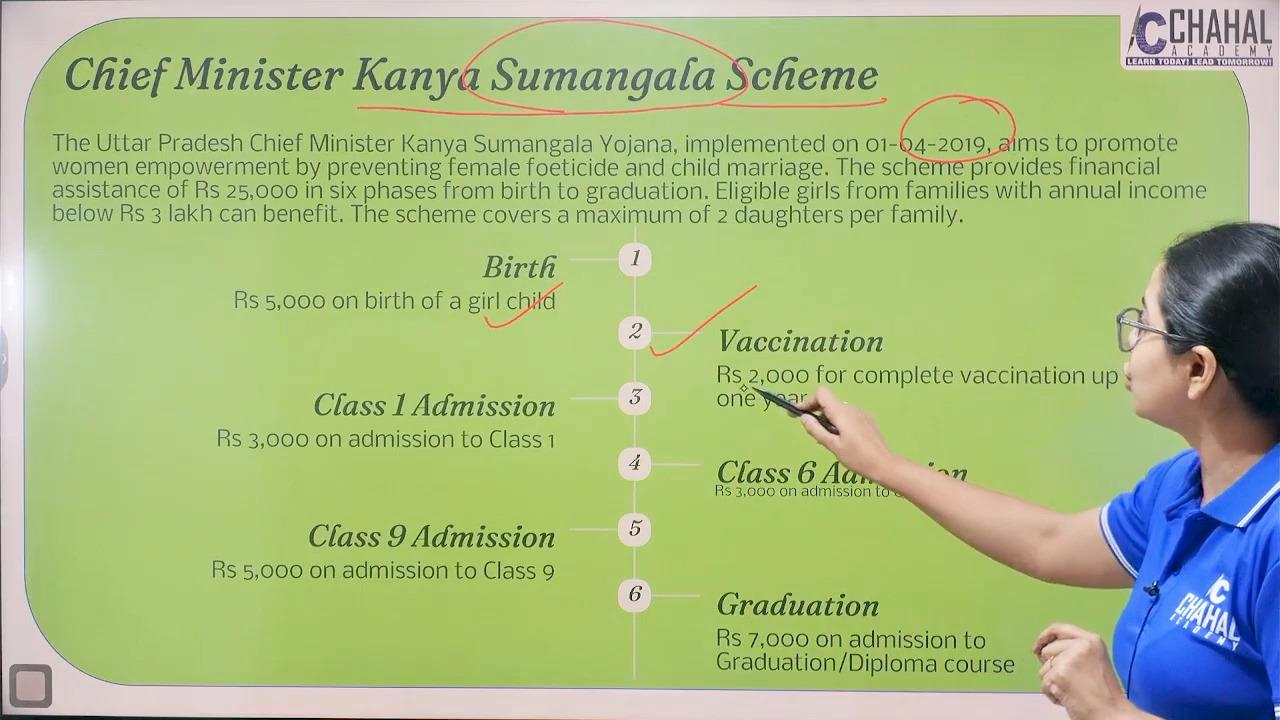 CHAHAL
ACADEMY
LEARN TODAY! LEAD TOMORROW!
Chief Minister Kanya Sumangala Scheme
The Uttar Pradesh Chief Minister Kanya Sumangala Yojana, implemented on 01-04-2019, aims to promote
women empowerment by preventing female foeticide and child marriage. The scheme provides financial
assistance of Rs 25,000 in six phases from birth to graduation. Eligible girls from families with annual income
below Rs 3 lakh can benefit. The scheme covers a maximum of 2 daughters per family.
1
Birth
Rs 5,000 on birth of a girl child
2
Vaccination
Rs 2,000 for complete vaccination up
one year
3
Class 1 Admission
Rs 3,000 on admission to Class 1
4
Class 6
Rs 3,000 on admission to
5
Class 9 Admission
Rs 5,000 on admission to Class 9
6
Graduation
Rs 7,000 on admission to
Graduation/Diploma course
CHAHAL
ACADEMY